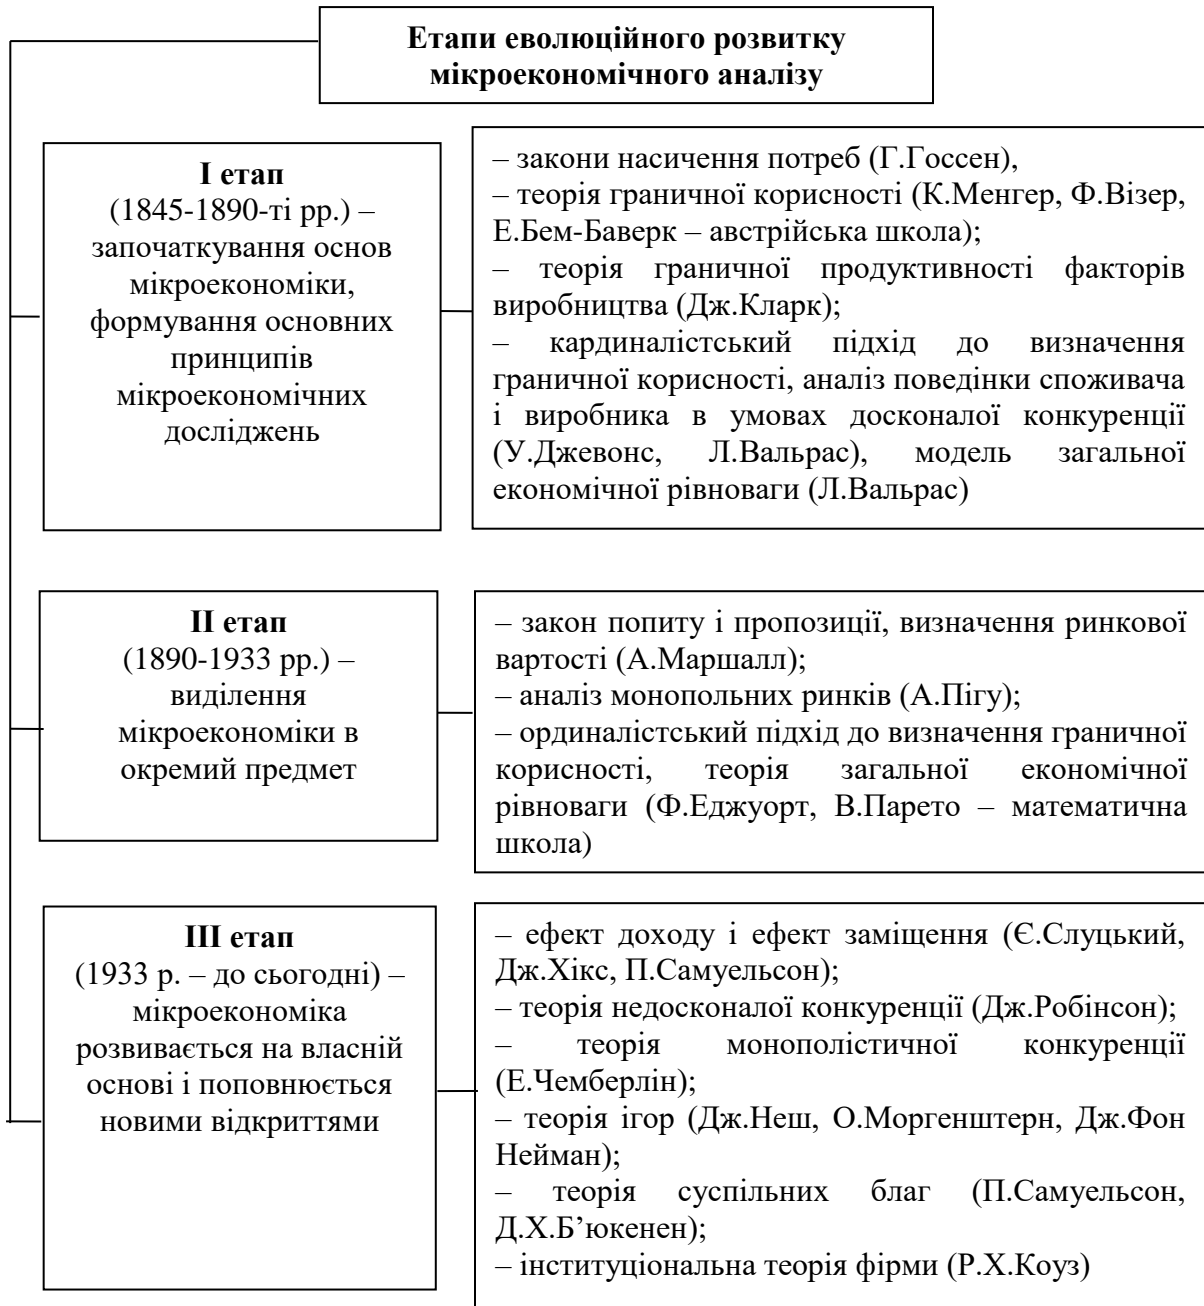 Етапи еволюційного розвитку
мікроекономічного аналізу
І етап
(1845-1890-ті рр.) –
започаткування основ
мікроекономіки,
формування основних
принципів
мікроекономічних
досліджень
– закони насичення потреб (Г.Госсен),
– теорія граничної корисності (К.Менгер, Ф.Візер,
Е.Бем-Баверк – австрійська школа);
– теорія граничної продуктивності факторів
виробництва (Дж.Кларк);
– кардиналістський підхід до визначення
граничної корисності, аналіз поведінки споживача
і виробника в умовах досконалої конкуренції
(У.Джевонс, Л.Вальрас), модель загальної
економічної рівноваги (Л.Вальрас)
ІІ етап
(1890-1933 рр.) –
виділення
мікроекономіки в
окремий предмет
– закон попиту і пропозиції, визначення ринкової
вартості (А.Маршалл);
– аналіз монопольних ринків (А.Пігу);
– ординалістський підхід до визначення граничної
корисності, теорія загальної економічної
рівноваги (Ф.Еджуорт, В.Парето – математична
школа)
ІІІ етап
(1933 р. – до сьогодні) –
мікроекономіка
розвивається на власній
основі і поповнюється
новими відкриттями
– ефект доходу і ефект заміщення (Є.Слуцький,
Дж.Хікс, П.Самуельсон);
– теорія недосконалої конкуренції (Дж.Робінсон);
– теорія монополістичної конкуренції
(Е.Чемберлін);
– теорія ігор (Дж.Неш, О.Моргенштерн, Дж.Фон
Нейман);
– теорія суспільних благ (П.Самуельсон,
Д.Х.Б’юкенен);
– інституціональна теорія фірми (Р.Х.Коуз)